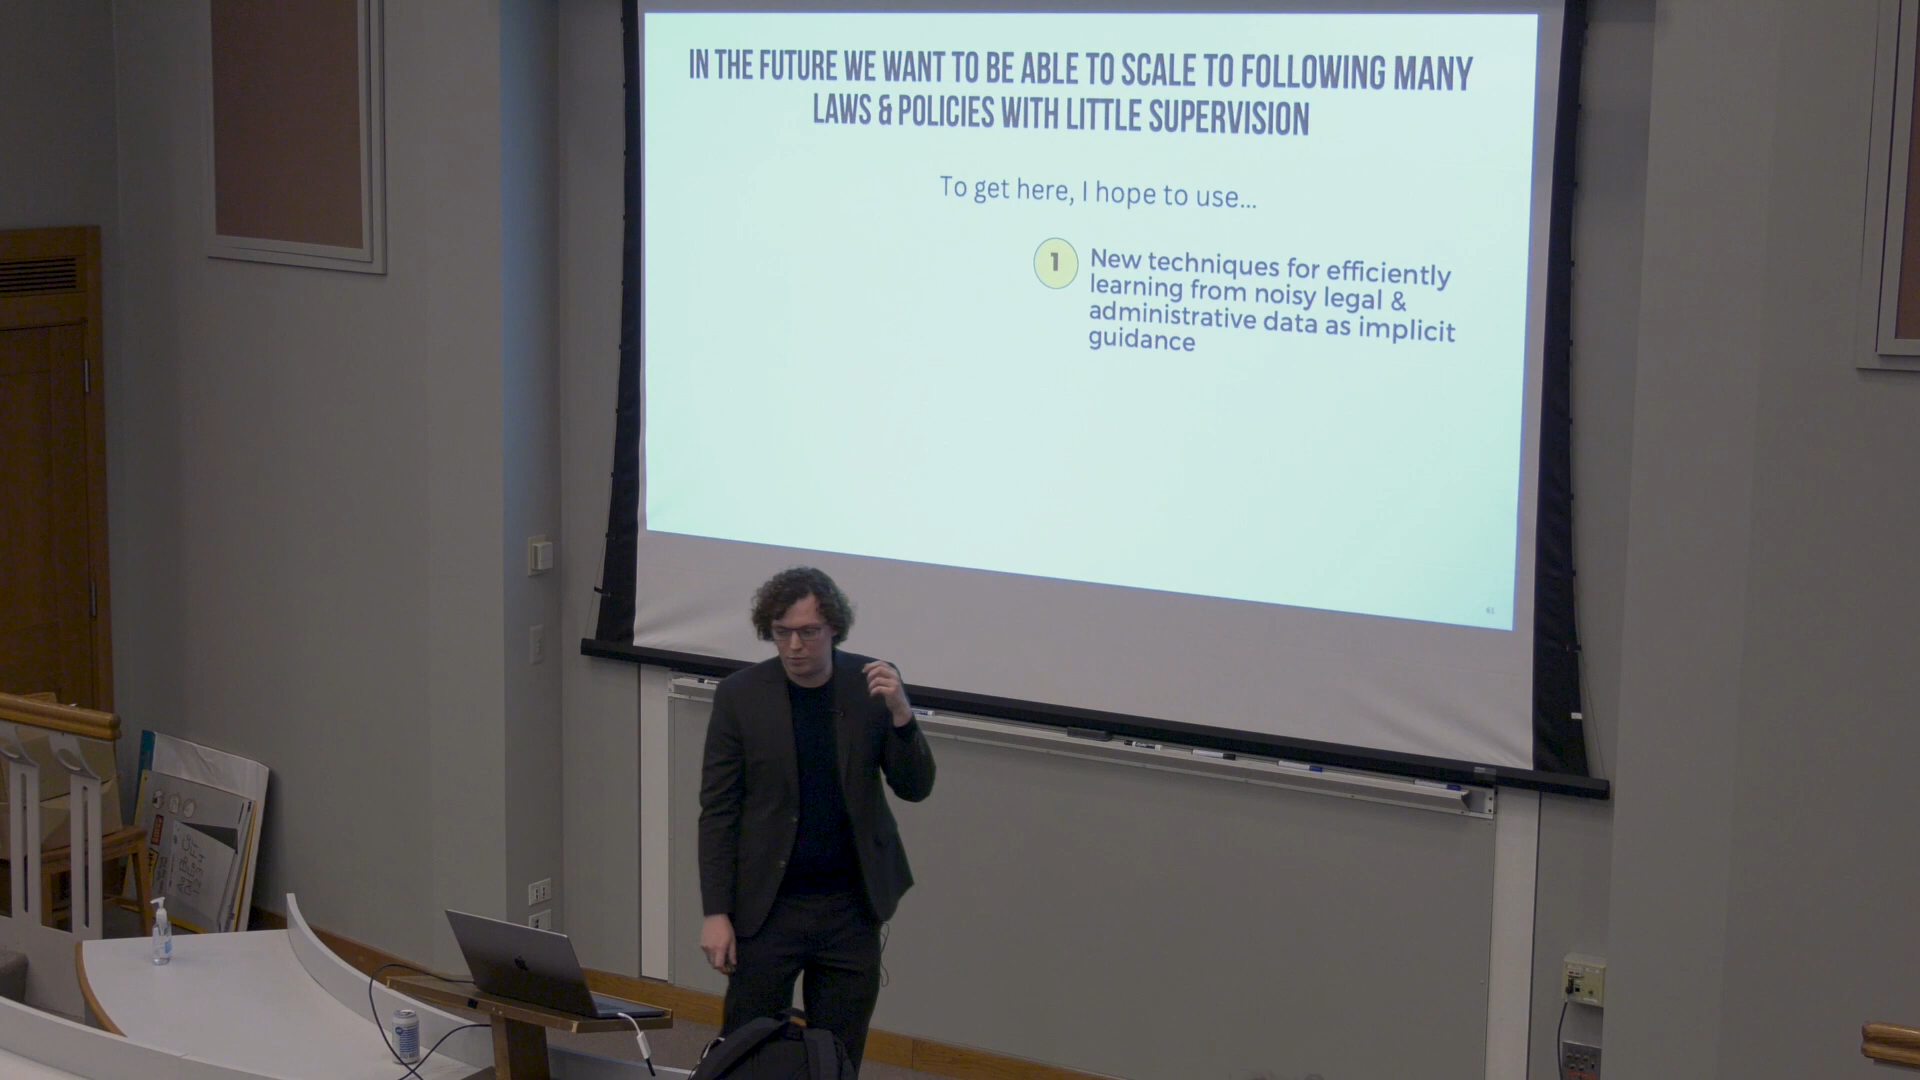 IN THE FUTURE WE WANT TO BE ABLE TO SCALE TO FOLLOWING MANY
LAWS & POLICIES WITH LITTLE SUPERVISION
To get here, I hope to use...
1
New techniques for efficiently
learning from noisy legal &
administrative data as implicit
guidance